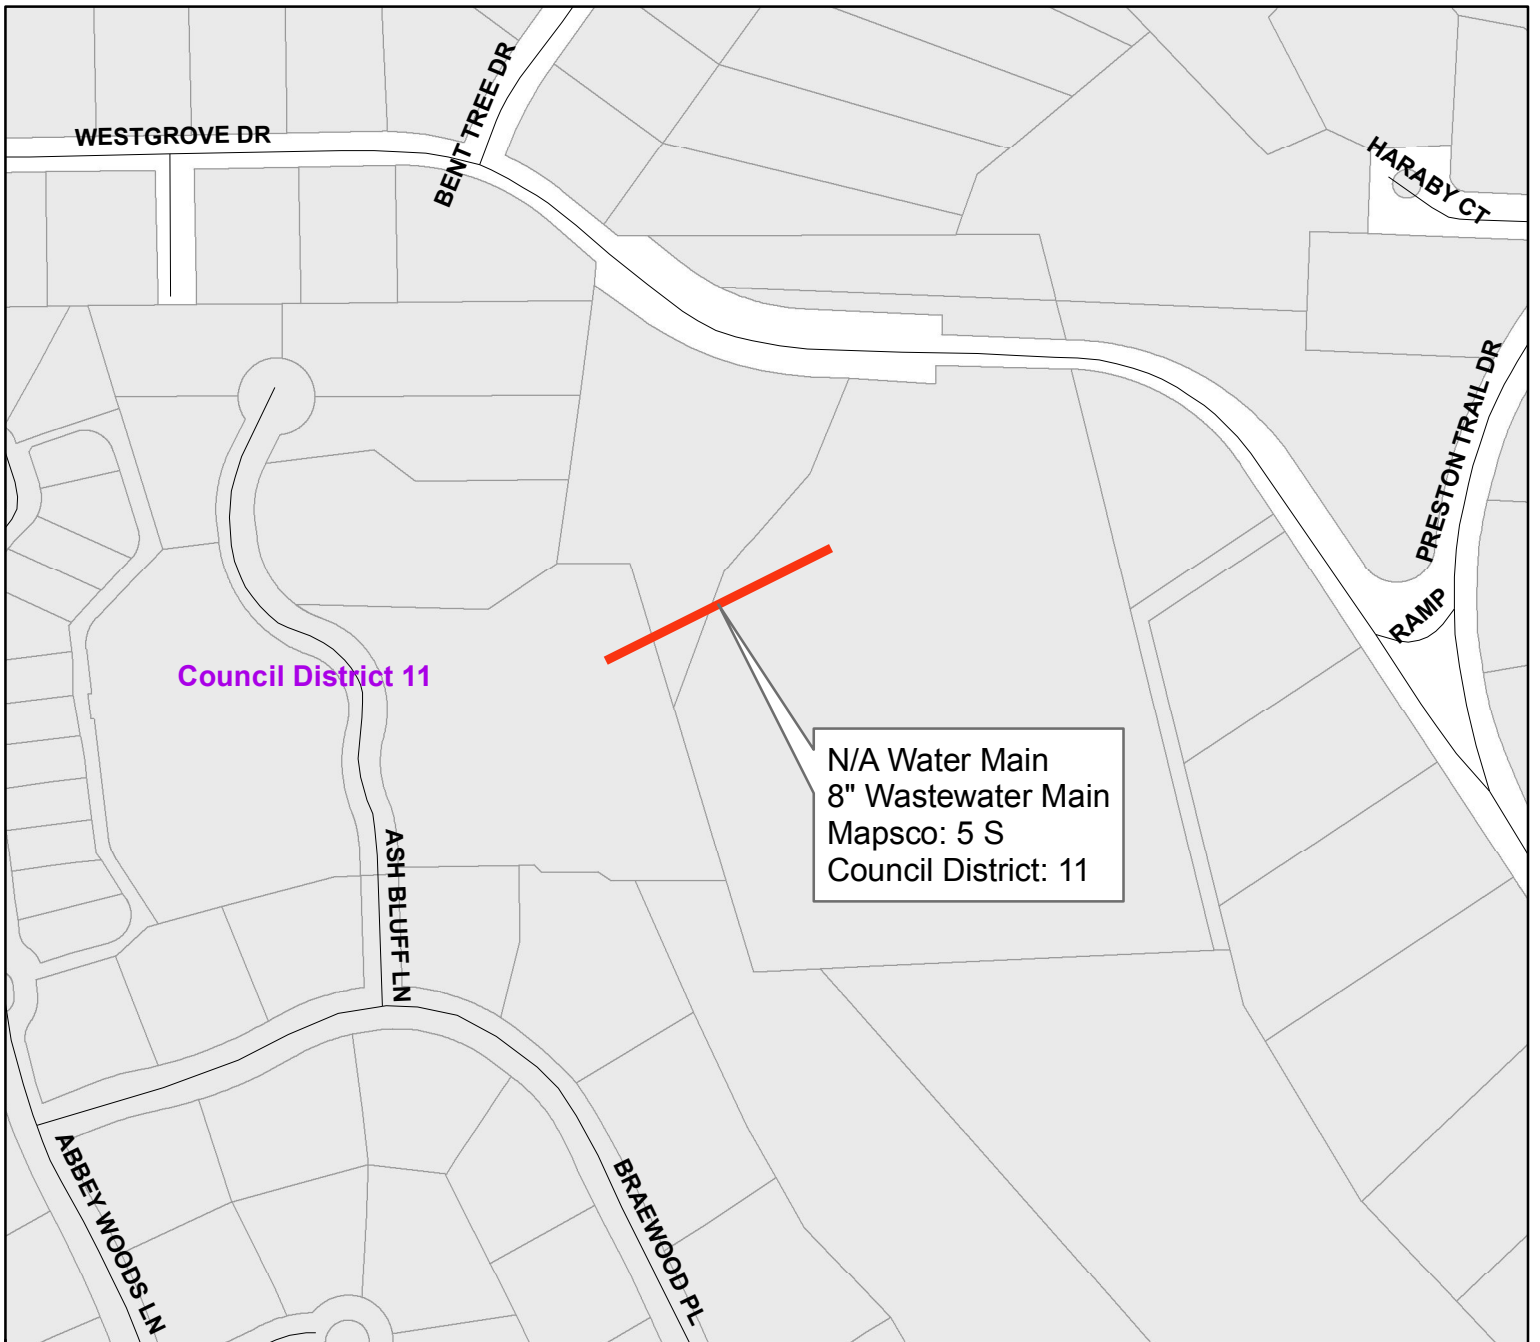 WESTGROVE DR
BENT TREE DR
HARABY CT
PRESTON TRAIL DR
RAMP
Council District 11
N/A Water Main
8" Wastewater Main
Mapsco: 5 S
Council District: 11
ASH BLUFF LN
ABBEY WOODS LN
BRAEWOOD PL